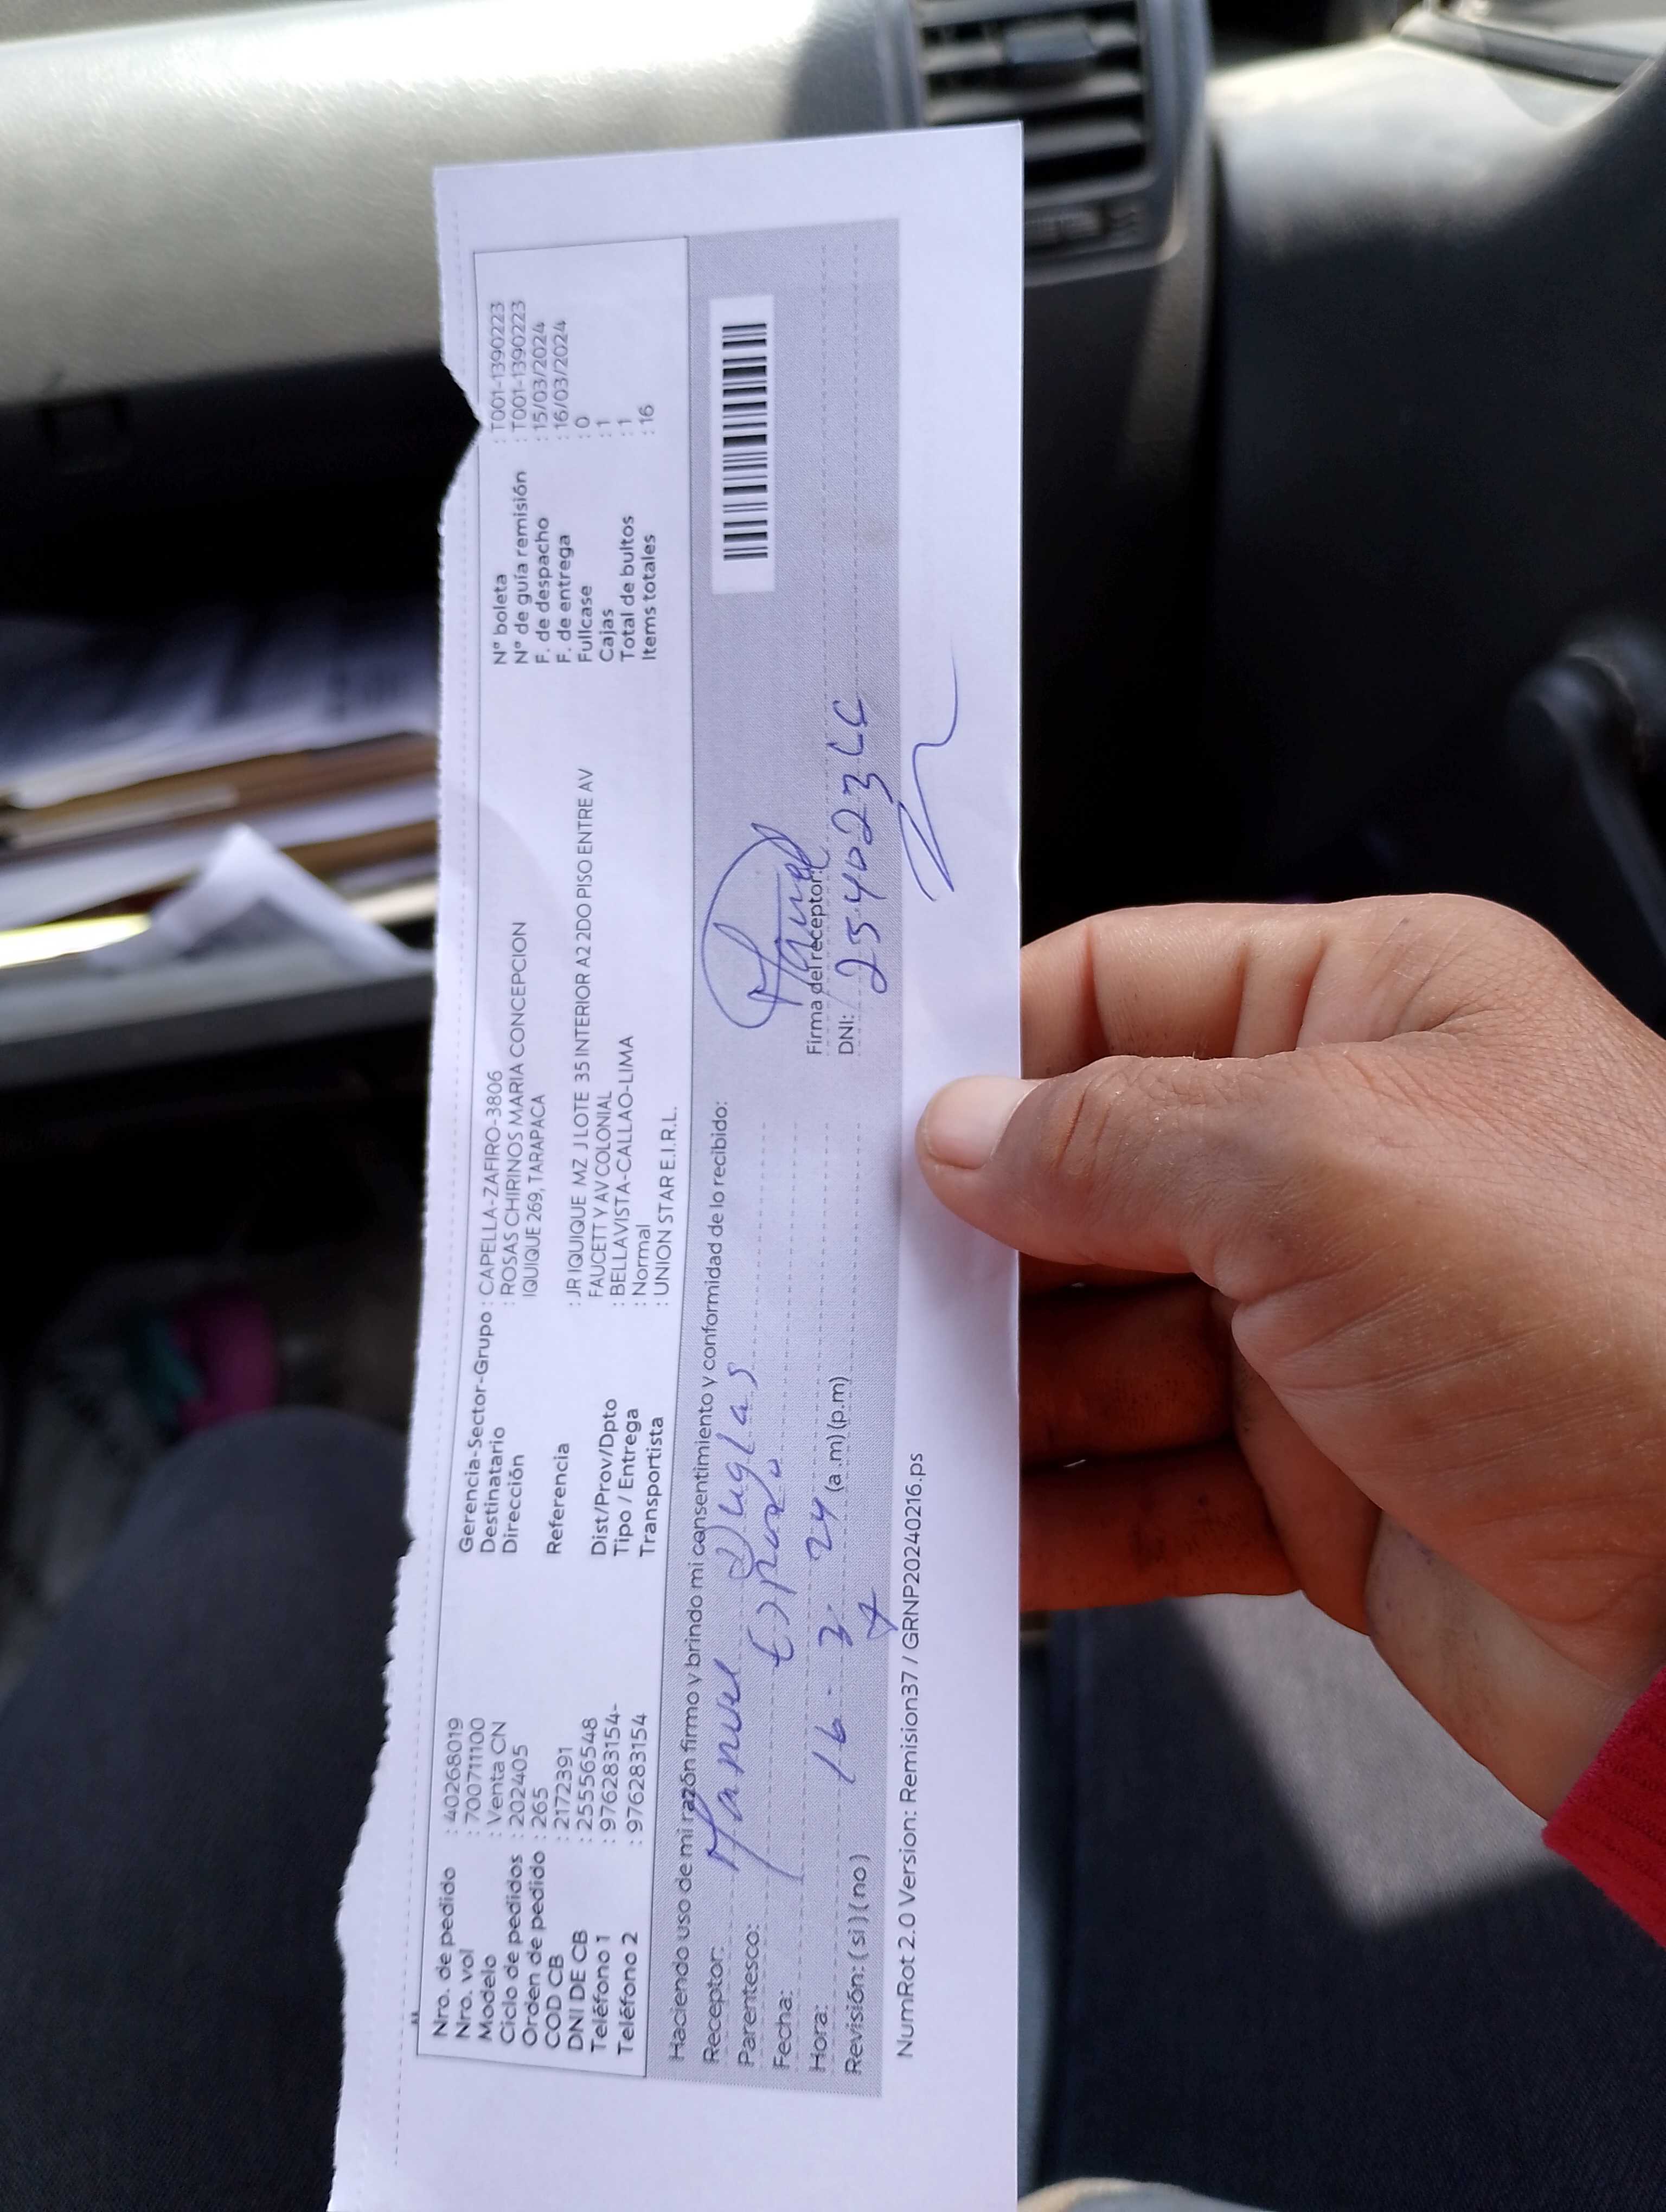 Nro. de pedido : 40268019
Nro. vol : 700711100
Modelo : Venta CN
Ciclo de pedidos : 202405
Orden de pedido : 265
COD CB : 2172391
DNI DE CB : 25556548
Teléfono 1 : 976283154-
Teléfono 2 : 976283154
Gerencia-Sector-Grupo : CAPELLA-ZAFIRO-3806
Destinatario : ROSAS CHIRINOS MARIA CONCEPCION
Dirección IQUIQUE 269, TARAPACA
Referencia : JR IQUIQUE MZ J LOTE 35 INTERIOR A2 2DO PISO ENTRE AV
FAUCETT Y AV COLONIAL
Dist/Prov/Dpto : BELLAVISTA-CALLAO-LIMA
Tipo / Entrega : Normal
Transportista : UNION STAR E.I.R.L.
N° boleta : T001-1390223
N° de guía remisión : T001-1390223
F. de despacho : 15/03/2024
F. de entrega : 16/03/2024
Fullcase : 0
Cajas : 1
Total de bultos : 1
Items totales : 16
Haciendo uso de mi razón firmo y brindo mi consentimiento y conformidad de lo recibido:
Receptor: Manuel Duglas
Parentesco: Esposo
Fecha: 16-3-24
Hora: (a.m) (p.m)
Revisión: ( si ) ( no )
Manuel
Firma del receptor:
DNI:
NumRot 2.0 Version: Remision37 / GRNP20240216.ps